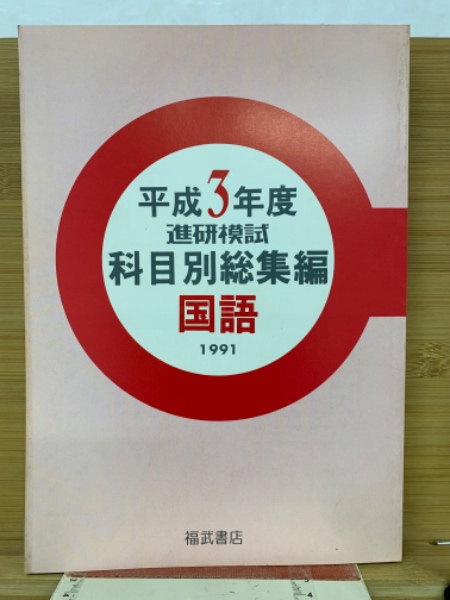 平成3年度
進研模試
科目別総集編
国語
1991
福武書店